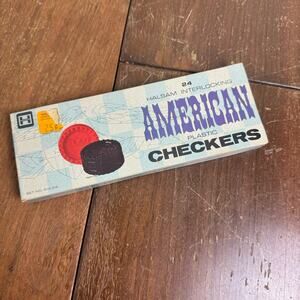 H
24
HALSAM INTERLOCKING
AMERICAN
PLASTIC
CHECKERS